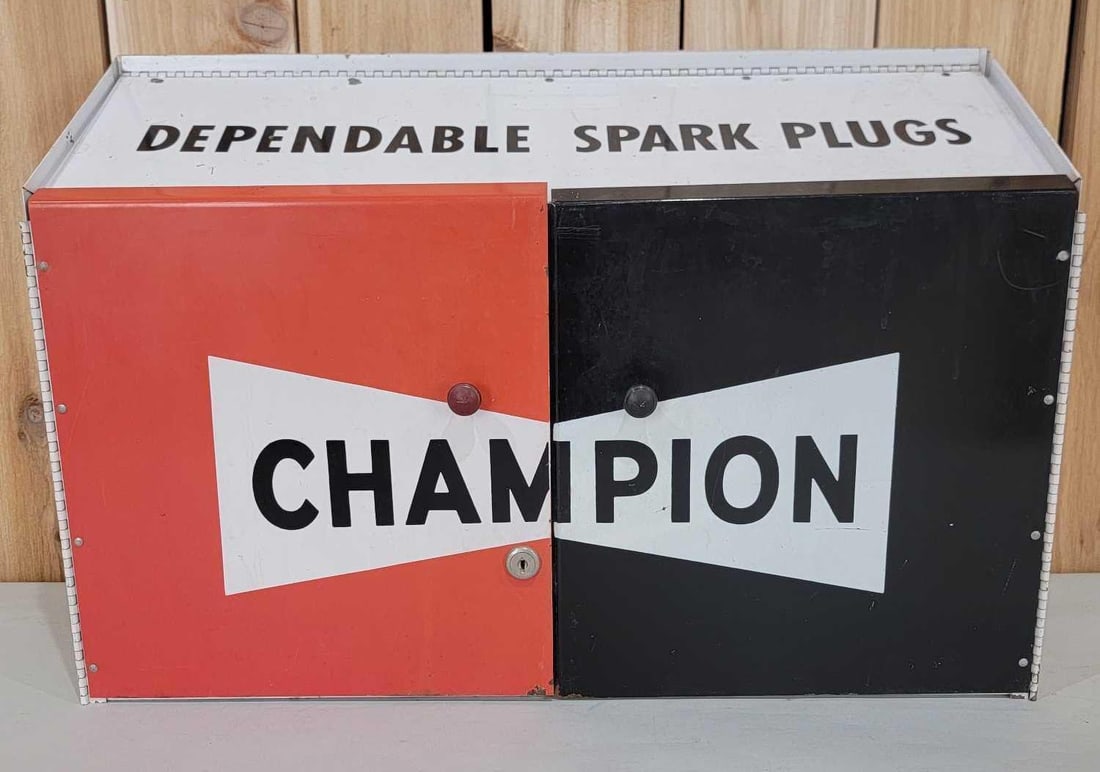 DEPENDABLE SPARK PLUGS
CHAMPION